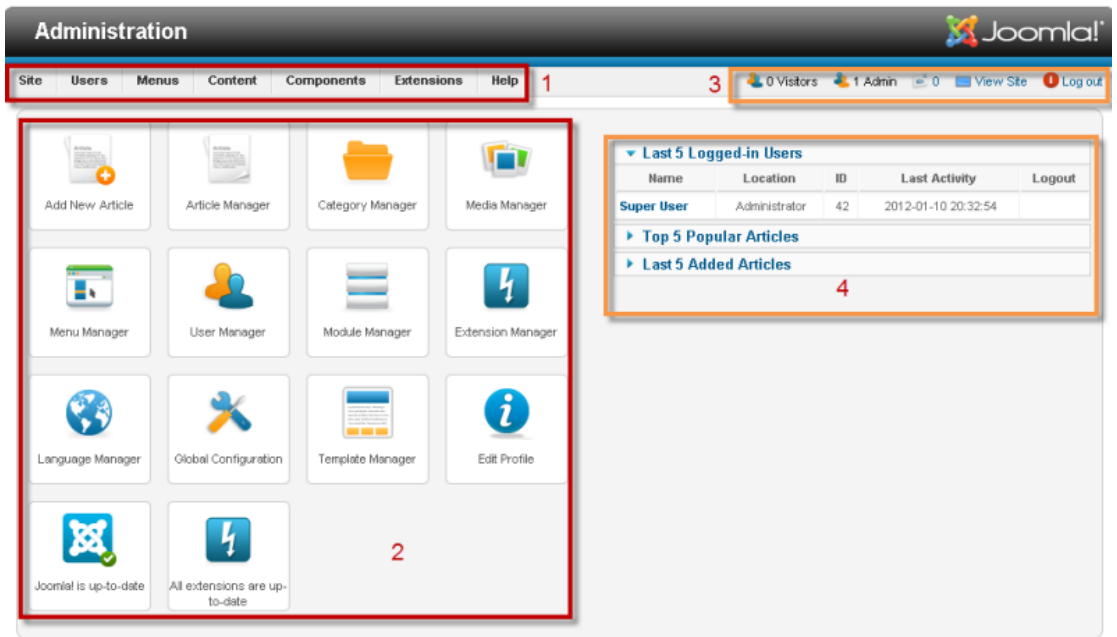 Administration
Joomla!
Site Users Menus Content Components Extensions Help 1
3 0 Visitors 1 Admin 0 View Site Log out
Add New Article
Article Manager
Category Manager
Media Manager
Menu Manager
User Manager
Module Manager
Extension Manager
Language Manager
Global Configuration
Template Manager
Edit Profile
Joomla! is up-to-date
All extensions are up-
to-date
2
Last 5 Logged-in Users
Name Location ID Last Activity Logout
Super User Administrator 42 2012-01-10 20:32:54
Top 5 Popular Articles
Last 5 Added Articles
4